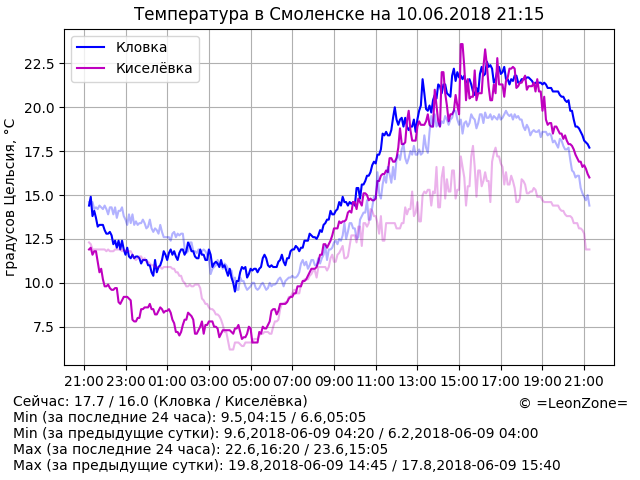 Температура в Смоленске на 10.06.2018 21:15
Кловка
Киселёвка
градусов Цельсия, °C
22.5
20.0
17.5
15.0
12.5
10.0
7.5
21:00 23:00 01:00 03:00 05:00 07:00 09:00 11:00 13:00 15:00 17:00 19:00 21:00
Сейчас: 17.7 / 16.0 (Кловка / Киселёвка)
© =LeonZone=
Min (за последние 24 часа): 9.5,04:15 / 6.6,05:05
Min (за предыдущие сутки): 9.6,2018-06-09 04:20 / 6.2,2018-06-09 04:00
Max (за последние 24 часа): 22.6,16:20 / 23.6,15:05
Max (за предыдущие сутки): 19.8,2018-06-09 14:45 / 17.8,2018-06-09 15:40